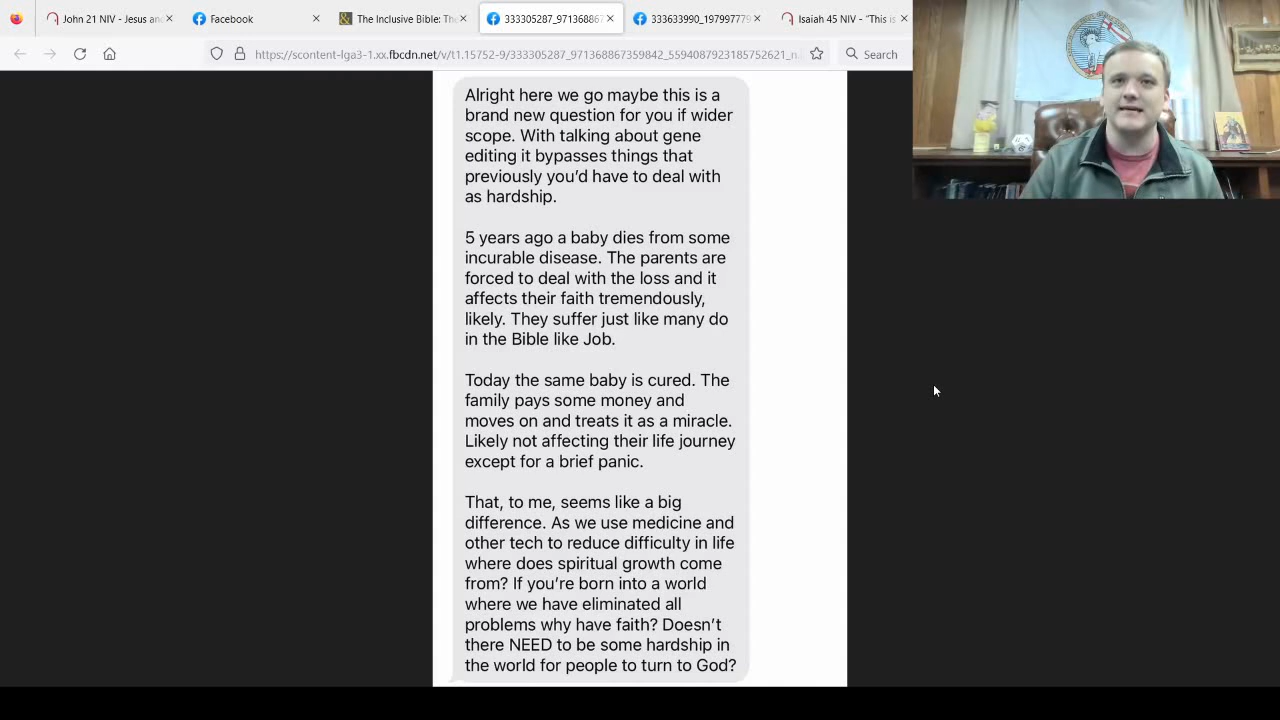 John 21 NIV - Jesus and
Facebook
The Inclusive Bible: The
333305287_971368867
333633990_197997779
Isaiah 45 NIV - "This is
https://scontent-lga3-1.xx.fbcdn.net/v/t1.15752-9/333305287_971368867359842_5594087923185752621_n.
Search
Alright here we go maybe this is a
brand new question for you if wider
scope. With talking about gene
editing it bypasses things that
previously you'd have to deal with
as hardship.
5 years ago a baby dies from some
incurable disease. The parents are
forced to deal with the loss and it
affects their faith tremendously,
likely. They suffer just like many do
in the Bible like Job.
Today the same baby is cured. The
family pays some money and
moves on and treats it as a miracle.
Likely not affecting their life journey
except for a brief panic.
That, to me, seems like a big
difference. As we use medicine and
other tech to reduce difficulty in life
where does spiritual growth come
from? If you're born into a world
where we have eliminated all
problems why have faith? Doesn't
there NEED to be some hardship in
the world for people to turn to God?